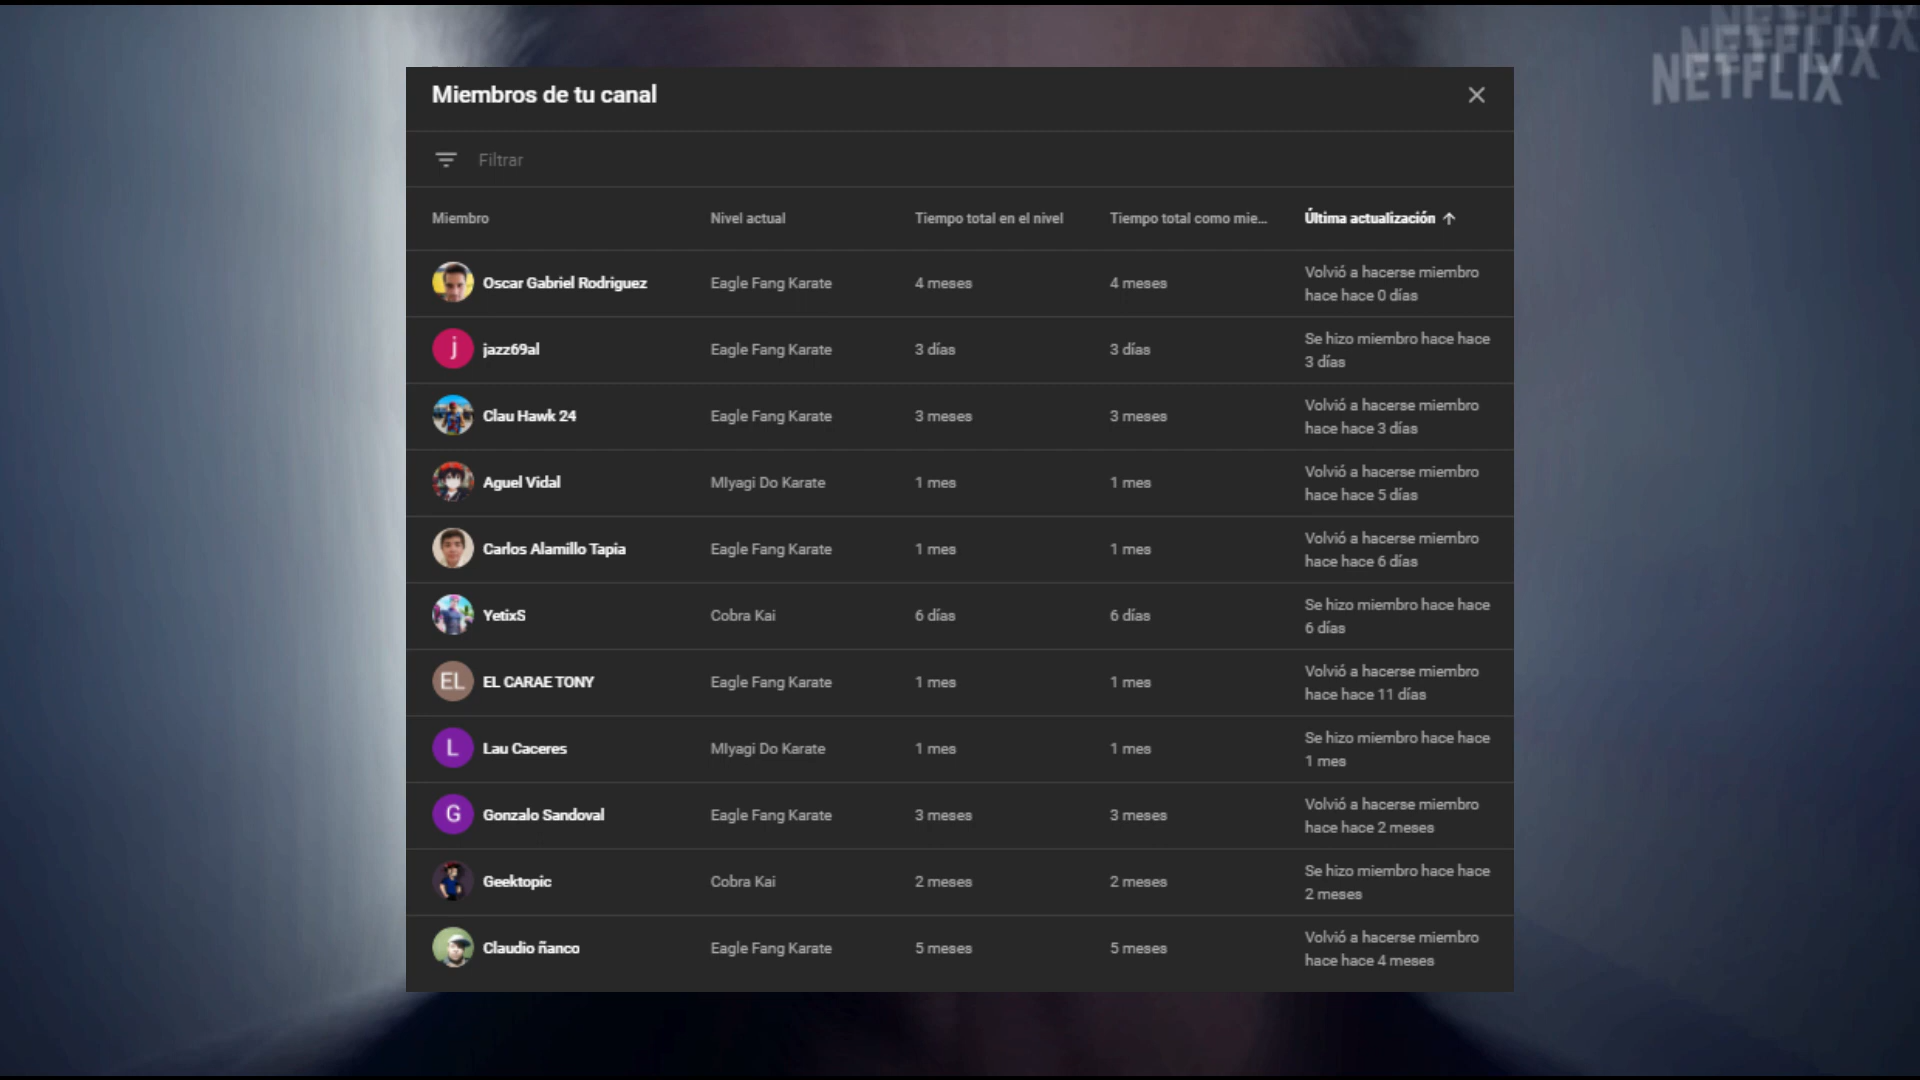 NETFLIX
NETFLIX
NETFLIX
Miembros de tu canal
Filtrar
Miembro Nivel actual Tiempo total en el nivel Tiempo total como mie... Última actualización
Oscar Gabriel Rodriguez Eagle Fang Karate 4 meses 4 meses Volvió a hacerse miembro
hace hace 0 días
j jazz69al Eagle Fang Karate 3 días 3 días Se hizo miembro hace hace
3 días
Clau Hawk 24 Eagle Fang Karate 3 meses 3 meses Volvió a hacerse miembro
hace hace 3 días
Aguel Vidal MIyagi Do Karate 1 mes 1 mes Volvió a hacerse miembro
hace hace 5 días
Carlos Alamillo Tapia Eagle Fang Karate 1 mes 1 mes Volvió a hacerse miembro
hace hace 6 días
YetixS Cobra Kai 6 días 6 días Se hizo miembro hace hace
6 días
EL EL CARAE TONY Eagle Fang Karate 1 mes 1 mes Volvió a hacerse miembro
hace hace 11 días
L Lau Caceres MIyagi Do Karate 1 mes 1 mes Se hizo miembro hace hace
1 mes
G Gonzalo Sandoval Eagle Fang Karate 3 meses 3 meses Volvió a hacerse miembro
hace hace 2 meses
Geektopic Cobra Kai 2 meses 2 meses Se hizo miembro hace hace
2 meses
Claudio ñanco Eagle Fang Karate 5 meses 5 meses Volvió a hacerse miembro
hace hace 4 meses